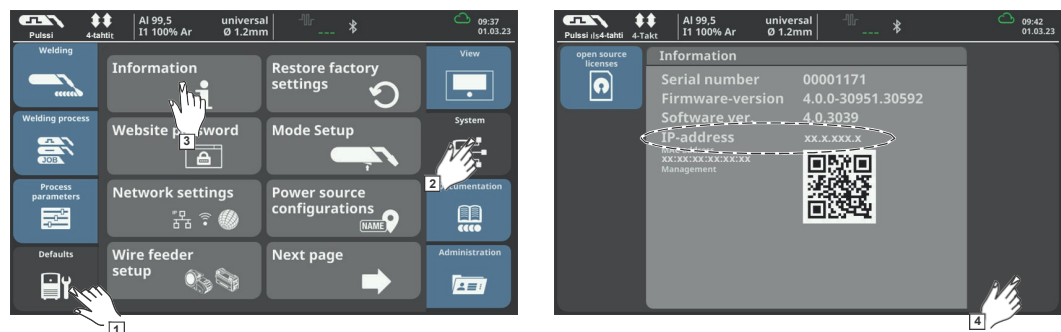 Pulssi
4-tahtit
Al 99,5
I1 100% Ar
universal
Ø 1.2mm
---
09:37
01.03.23
Welding
Welding process
JOB
Process
parameters
Defaults
Information
Restore factory
settings
Website p word
Mode Setup
Network settings
Power source
configurations
NAME
Wire feeder
setup
Next page
View
System
cumentation
Administration
1
2
3
Pulssi ıls4-tahti
4-Takt
Al 99,5
I1 100% Ar
universal
Ø 1.2mm
---
09:42
01.03.23
open source
licenses
Information
Serial number 00001171
Firmware-version 4.0.0-30951.30592
Software ver. 4.0.3039
IP-address xx.x.xxx.x
xx:xx:xx:xx:xx:xx
Management
4